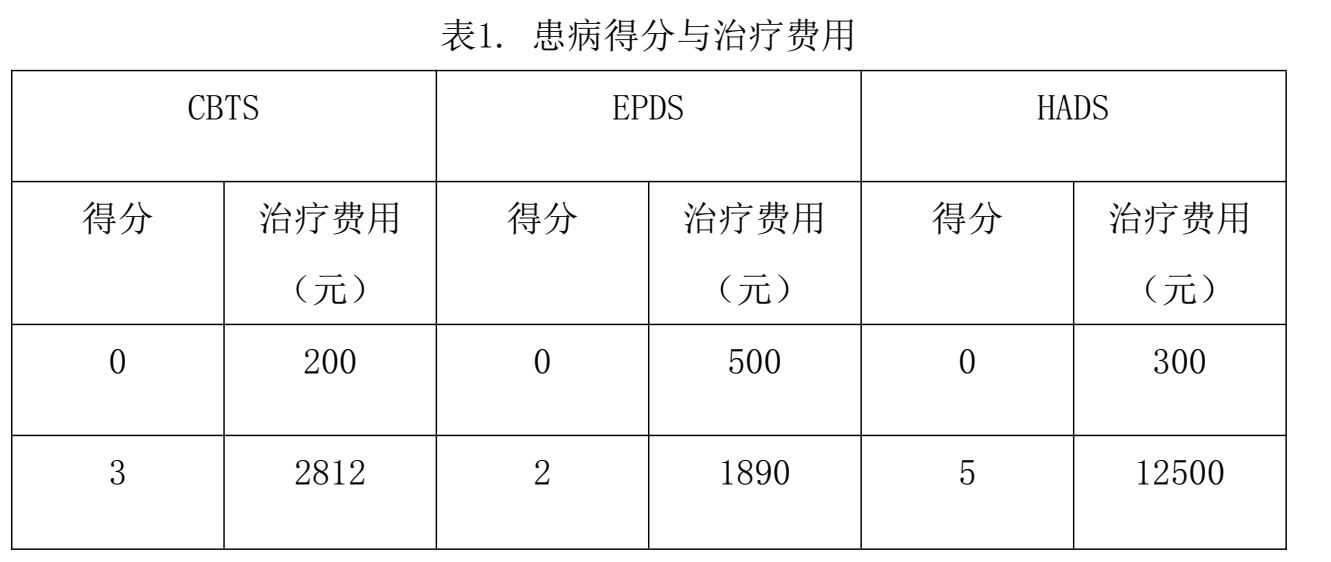 表1. 患病得分与治疗费用
CBTS EPDS HADS
得分 治疗费用 得分 治疗费用 得分 治疗费用
（元） （元） （元）
0 200 0 500 0 300
3 2812 2 1890 5 12500